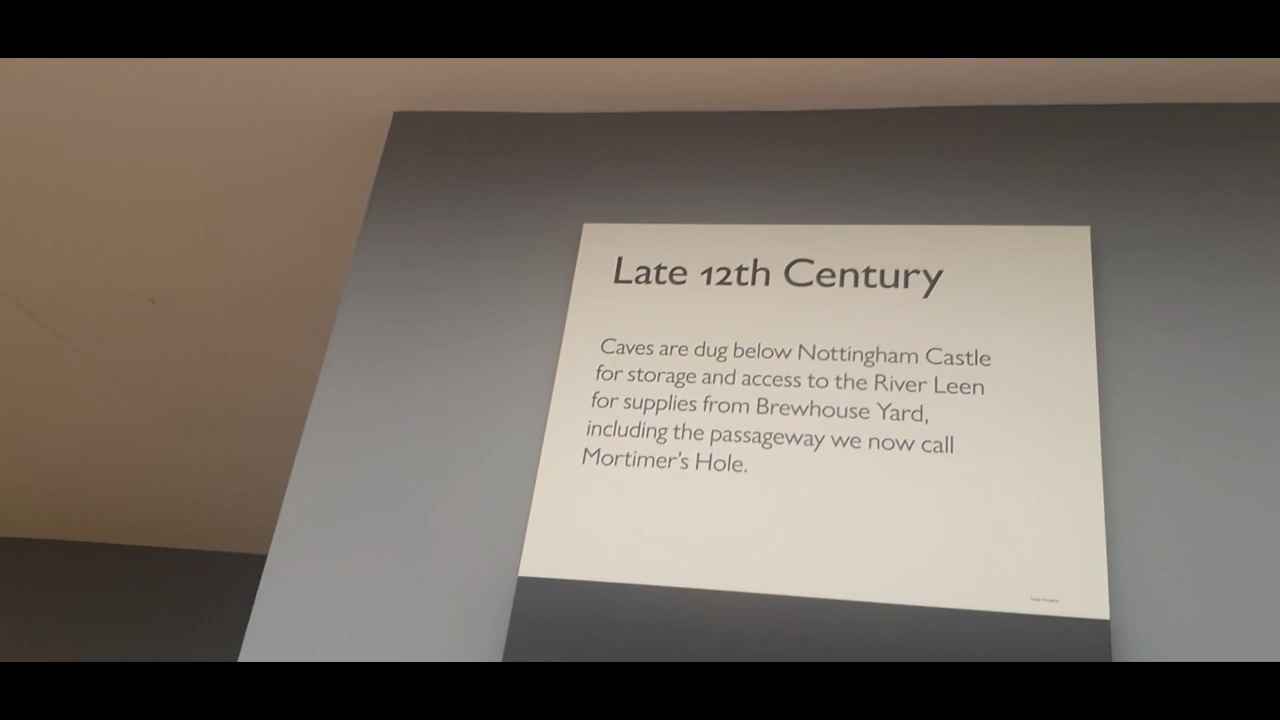 Late 12th Century
Caves are dug below Nottingham Castle
for storage and access to the River Leen
for supplies from Brewhouse Yard,
including the passageway we now call
Mortimer's Hole.